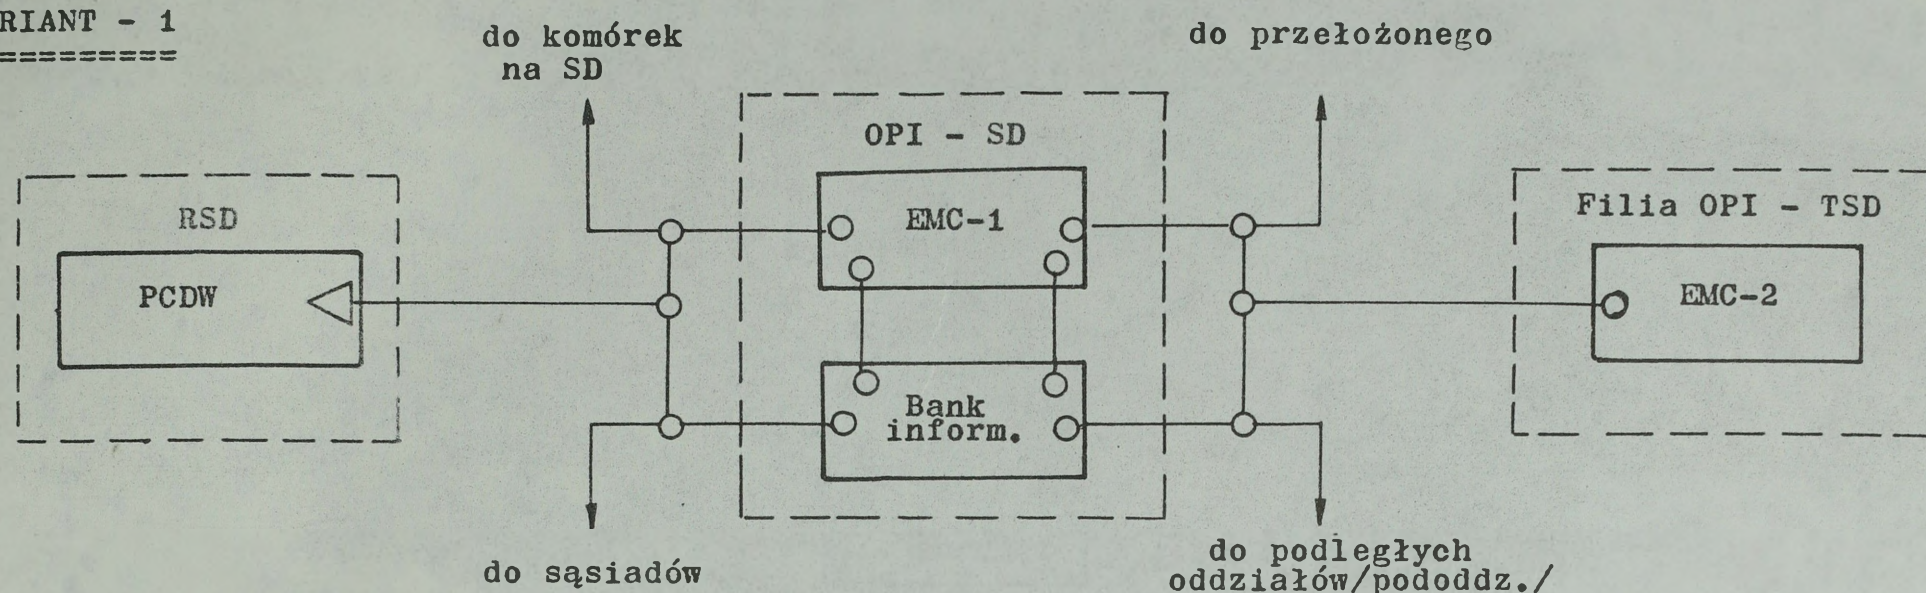 RIANT - 1
=========
do komórek
na SD
do przełożonego
OPI - SD
RSD
EMC-1
Filia OPI - TSD
PCDW
EMC-2
Bank
inform.
do sąsiadów
do podległych
oddziałów/pododdz./